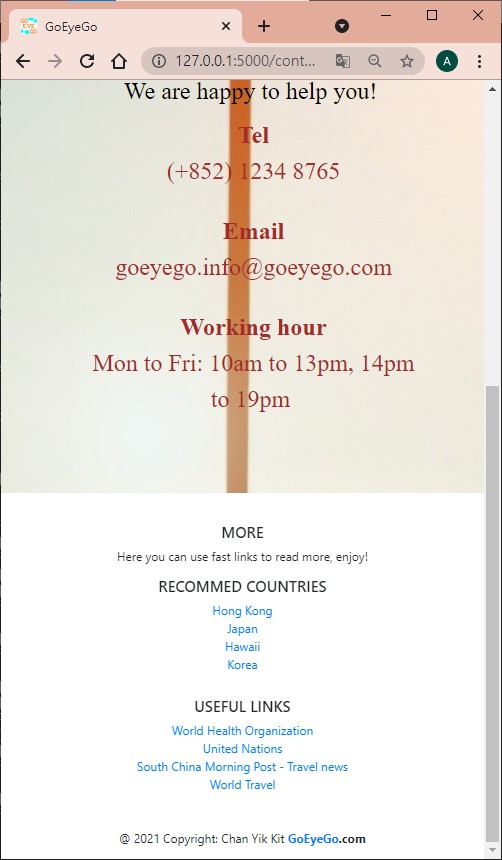 GoEyeGo
127.0.0.1:5000/cont...
A
We are happy to help you!
Tel
(+852) 1234 8765
Email
goeyego.info@goeyego.com
Working hour
Mon to Fri: 10am to 13pm, 14pm
to 19pm
MORE
Here you can use fast links to read more, enjoy!
RECOMMED COUNTRIES
Hong Kong
Japan
Hawaii
Korea
USEFUL LINKS
World Health Organization
United Nations
South China Morning Post - Travel news
World Travel
@ 2021 Copyright: Chan Yik Kit GoEyeGo.com